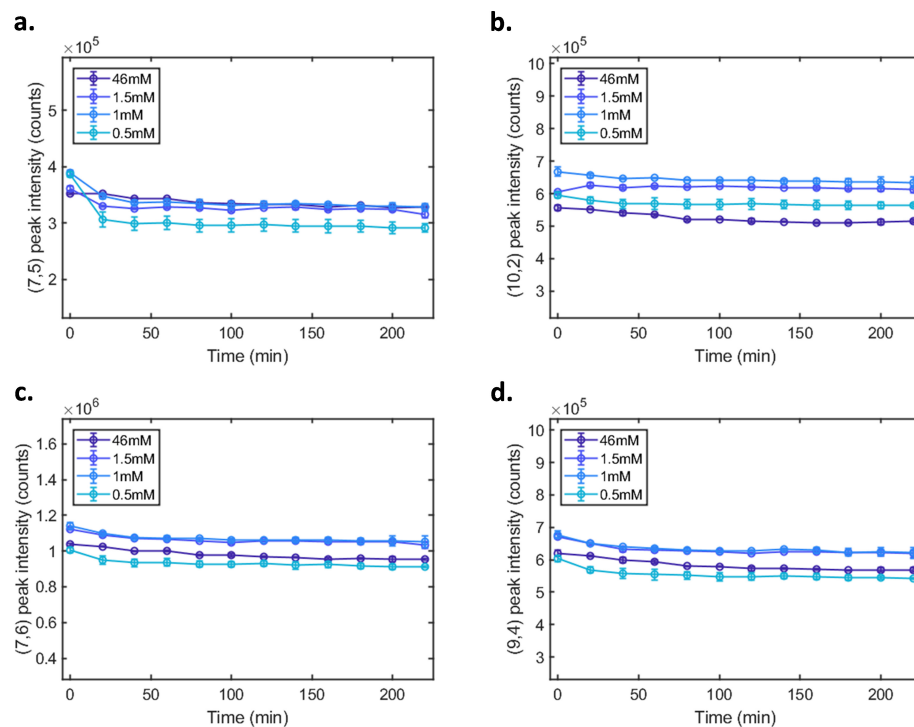 a.
×10^5
(7,5) peak intensity (counts)
5
4
3
2
46mM
1.5mM
1mM
0.5mM
0 50 100 150 200
Time (min)
b.
×10^5
(10,2) peak intensity (counts)
10
9
8
7
6
5
4
3
46mM
1.5mM
1mM
0.5mM
0 50 100 150 200
Time (min)
c.
×10^6
(7,6) peak intensity (counts)
1.6
1.4
1.2
1
0.8
0.6
0.4
46mM
1.5mM
1mM
0.5mM
0 50 100 150 200
Time (min)
d.
×10^5
(9,4) peak intensity (counts)
10
9
8
7
6
5
4
3
46mM
1.5mM
1mM
0.5mM
0 50 100 150 200
Time (min)